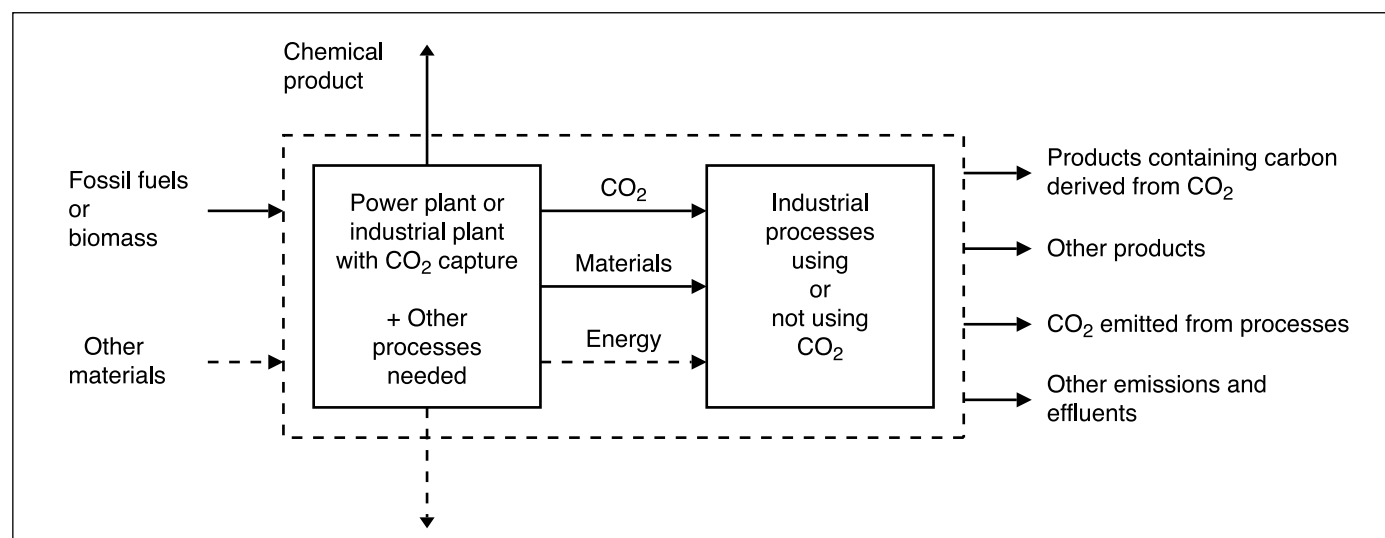 Chemical
product
Fossil fuels
or
biomass
Other
materials
Power plant or
industrial plant
with CO₂ capture
+ Other
processes
needed
CO₂
Materials
Energy
Industrial
processes
using
or
not using
CO₂
Products containing carbon
derived from CO₂
Other products
CO₂ emitted from processes
Other emissions and
effluents